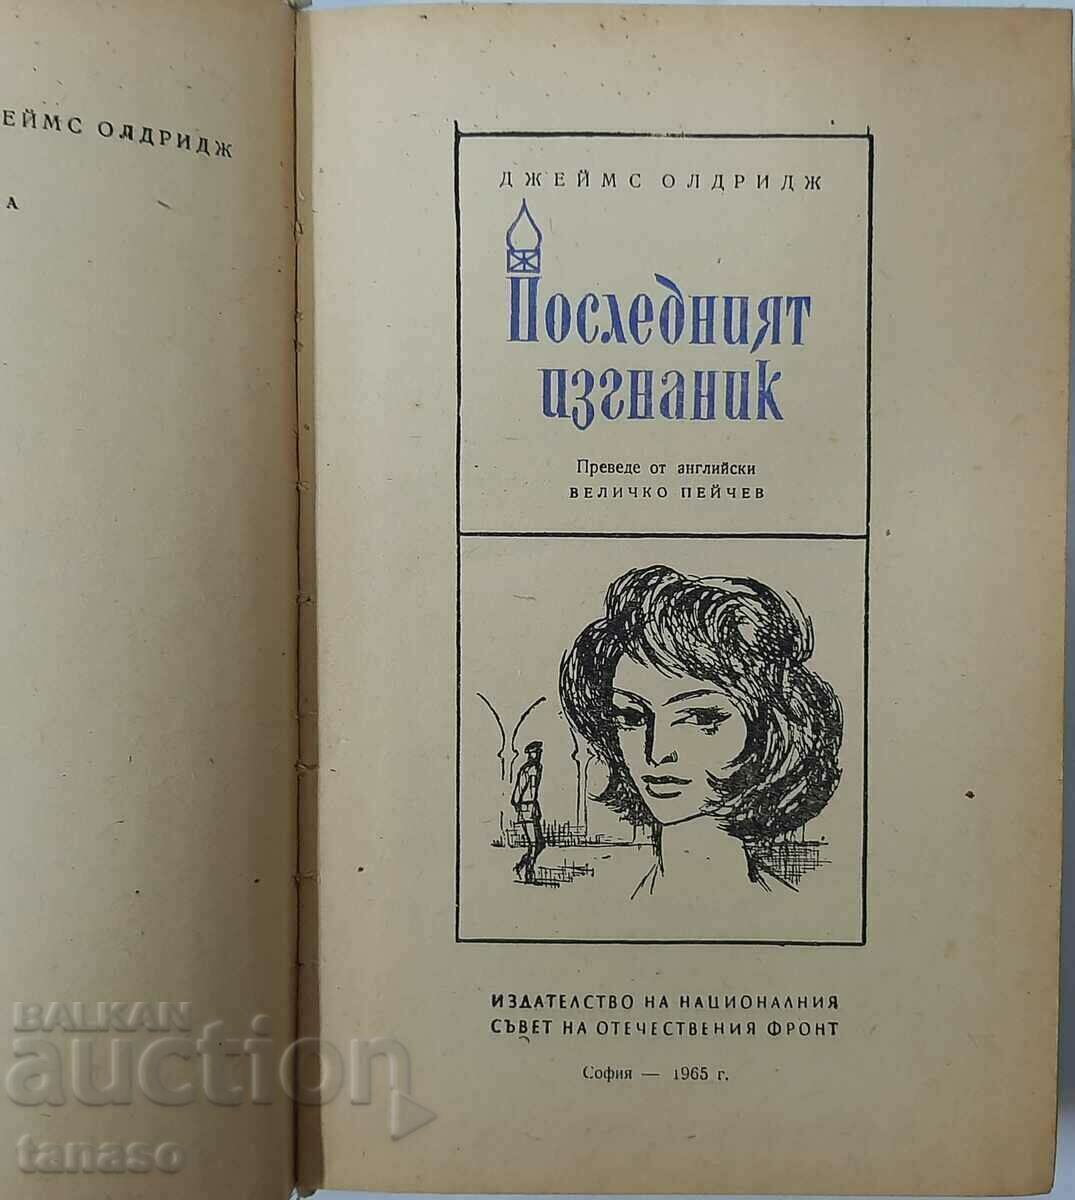 ЕЙМС ОЛДРИДЖ
А
ДЖЕЙМС ОЛДРИДЖ
Последният
изгнаник
Преведе от английски
ВЕЛИЧКО ПЕЙЧЕВ
ИЗДАТЕЛСТВО НА НАЦИОНАЛНИЯ
СЪВЕТ НА ОТЕЧЕСТВЕНИЯ ФРОНТ
София — 1965 г.
BALKAN
auction
tanaso